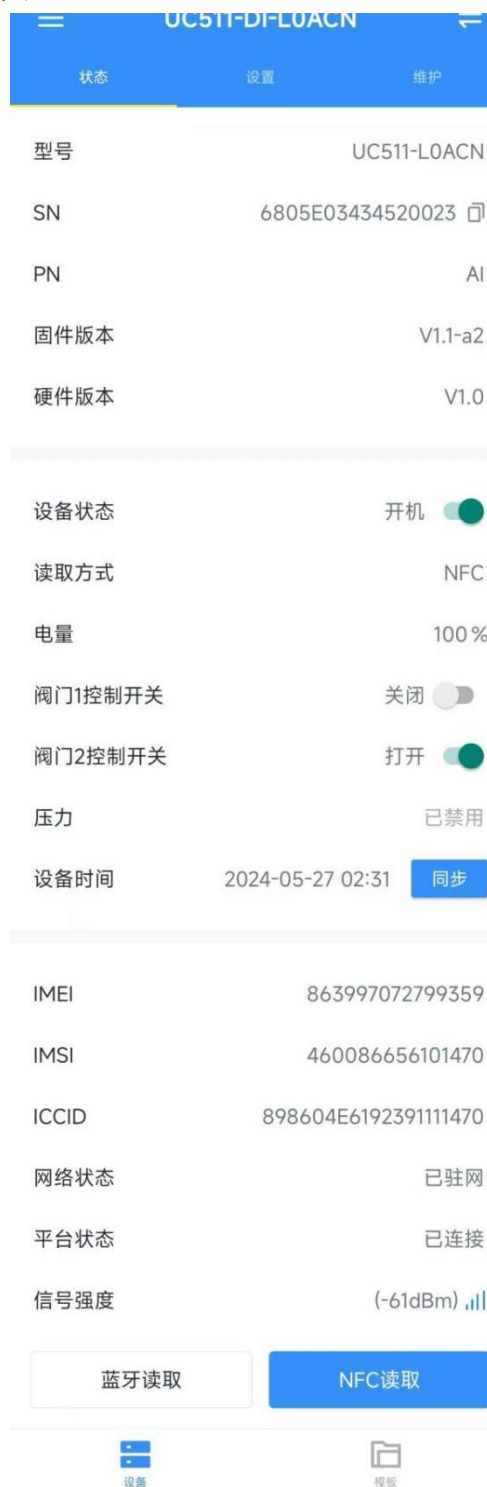 UC511-DI-L0ACN
状态 设置 维护
型号 UC511-L0ACN
SN 6805E03434520023
PN AI
固件版本 V1.1-a2
硬件版本 V1.0
设备状态 开机
读取方式 NFC
电量 100%
阀门1控制开关 关闭
阀门2控制开关 打开
压力 已禁用
设备时间 2024-05-27 02:31 同步
IMEI 863997072799359
IMSI 460086656101470
ICCID 898604E6192391111470
网络状态 已驻网
平台状态 已连接
信号强度 (-61dBm)
蓝牙读取 NFC读取
设备 模板